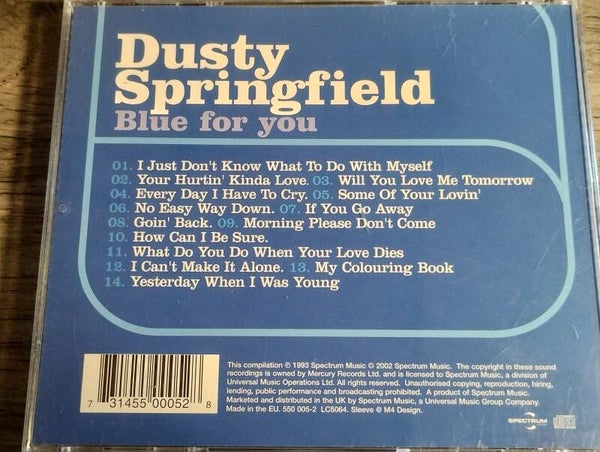 Dusty
Springfield
Blue for you
01. I Just Don't Know What To Do With Myself
02. Your Hurtin' Kinda Love. 03. Will You Love Me Tomorrow
04. Every Day I Have To Cry. 05. Some Of Your Lovin'
06. No Easy Way Down. 07. If You Go Away
08. Goin' Back. 09. Morning Please Don't Come
10. How Can I Be Sure.
11. What Do You Do When Your Love Dies
12. I Can't Make It Alone. 13. My Colouring Book
14. Yesterday When I Was Young
This compilation ℗ 1993 Spectrum Music © 2002 Spectrum Music. The copyright in these sound
recordings is owned by Mercury Records Ltd. and is licensed to Spectrum Music, a division of
Universal Music Operations Ltd. All rights reserved. Unauthorised copying, reproduction, hiring,
lending, public performance and broadcasting prohibited. A product of Spectrum Music.
Marketed and distributed in the UK by Spectrum Music, a Universal Music Group Company.
Made in the EU. 550 005-2 LC5064. Sleeve @ M4 Design.
7 31455 00052 8
SPECTRUM